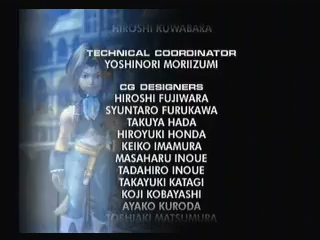 HIROSHI KUWABARA
TECHNICAL COORDINATOR
YOSHINORI MORIIZUMI
CG DESIGNERS
HIROSHI FUJIWARA
SYUNTARO FURUKAWA
TAKUYA HADA
HIROYUKI HONDA
KEIKO IMAMURA
MASAHARU INOUE
TADAHIRO INOUE
TAKAYUKI KATAGI
KOJI KOBAYASHI
AYAKO KURODA
TOSHIAKI MATSUMURA